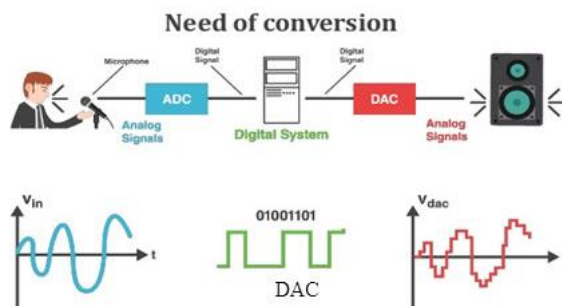 Need of conversion
Microphone
Digital
Signal
Digital
Signal
ADC
DAC
Analog
Signals
Digital System
Analog
Signals
Vin
t
01001101
DAC
Vdac
t